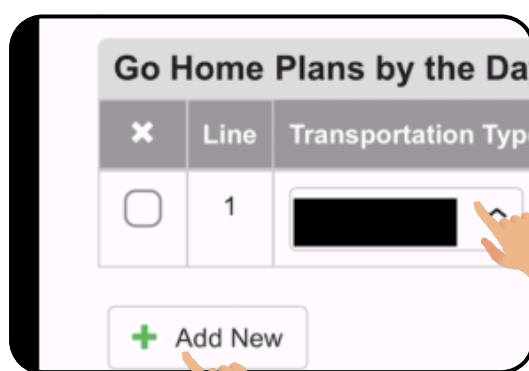 Go Home Plans by the Da
✖ Line Transportation Typ
1
+ Add New